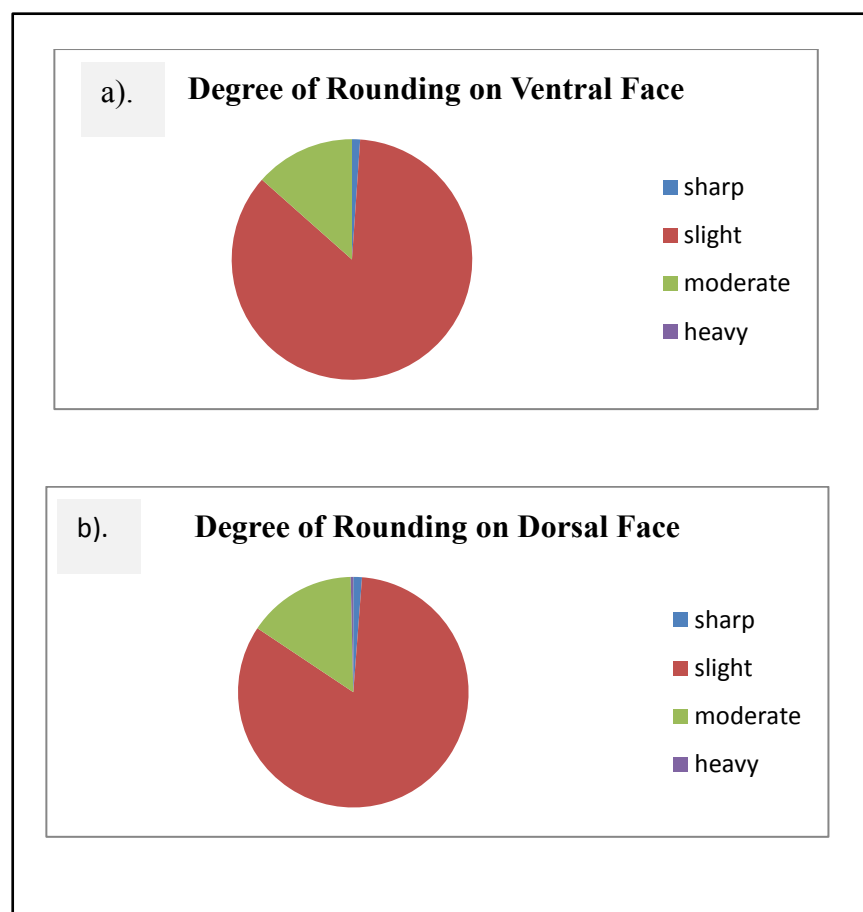 a).
Degree of Rounding on Ventral Face
sharp
slight
moderate
heavy
b).
Degree of Rounding on Dorsal Face
sharp
slight
moderate
heavy